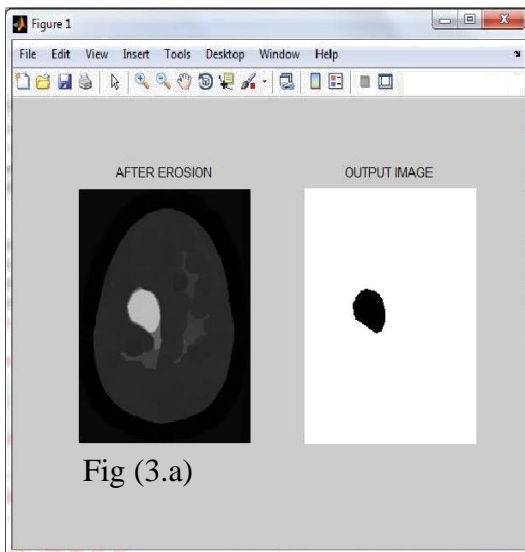 Figure 1
File Edit View Insert Tools Desktop Window Help
AFTER EROSION OUTPUT IMAGE
Fig (3.a)